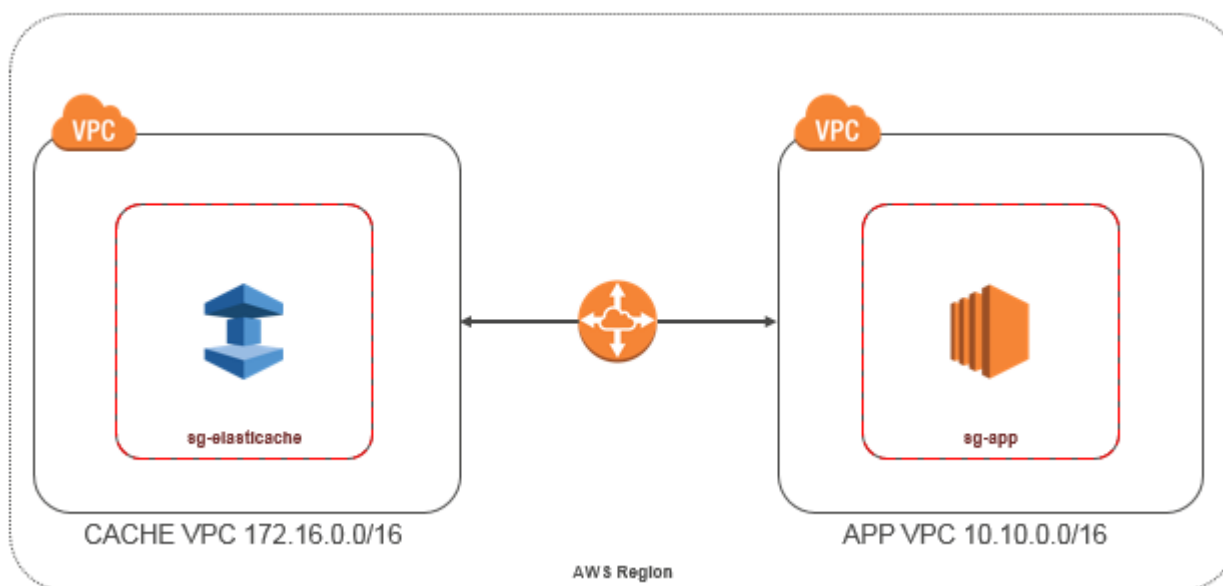 VPC
VPC
sg-elasticache
sg-app
CACHE VPC 172.16.0.0/16
APP VPC 10.10.0.0/16
AWS Region